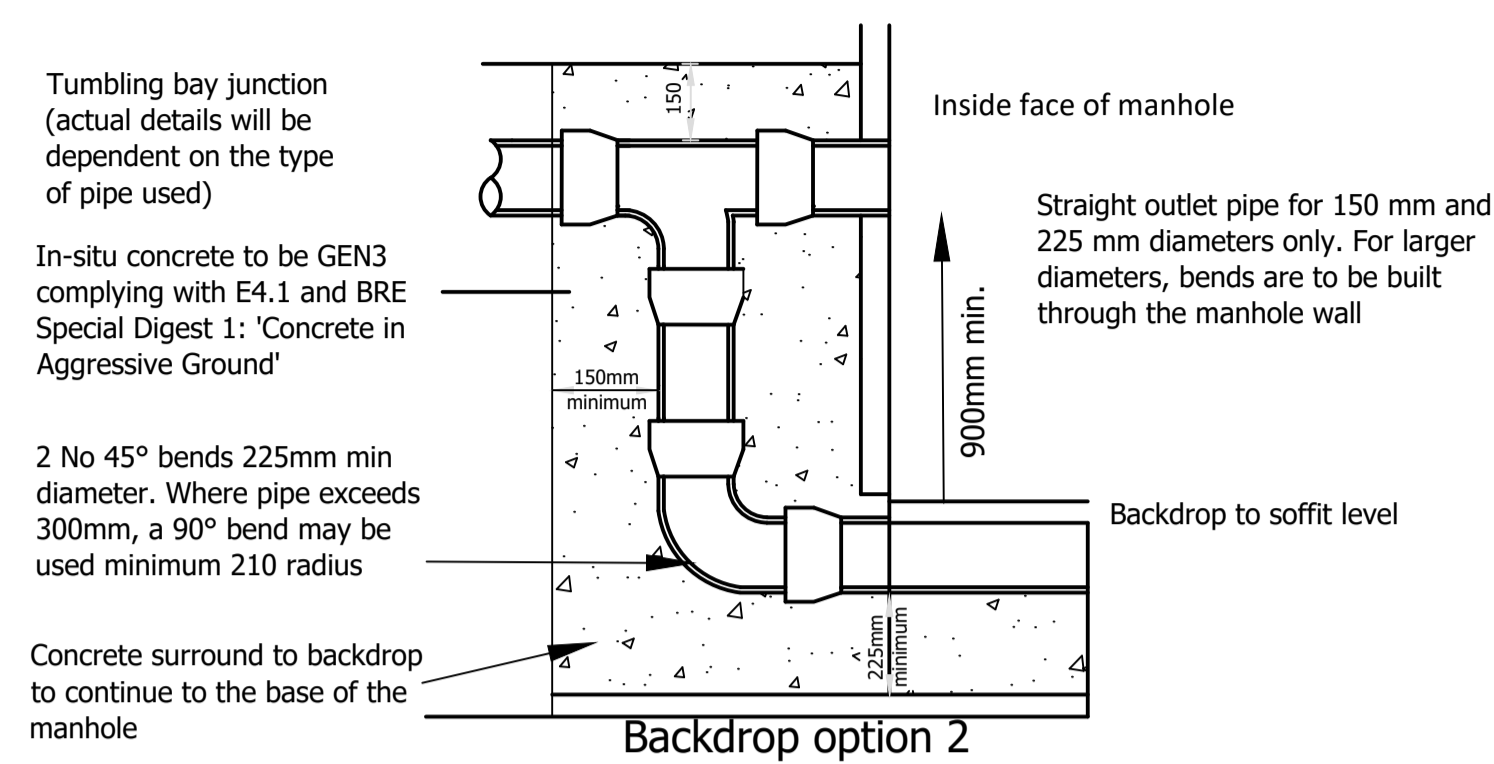 Tumbling bay junction
(actual details will be
dependent on the type
of pipe used)
In-situ concrete to be GEN3
complying with E4.1 and BRE
Special Digest 1: 'Concrete in
Aggressive Ground'
2 No 45° bends 225mm min
diameter. Where pipe exceeds
300mm, a 90° bend may be
used minimum 210 radius
Concrete surround to backdrop
to continue to the base of the
manhole
150
150mm
minimum
225mm
minimum
900mm min.
Inside face of manhole
Straight outlet pipe for 150 mm and
225 mm diameters only. For larger
diameters, bends are to be built
through the manhole wall
Backdrop to soffit level
Backdrop option 2